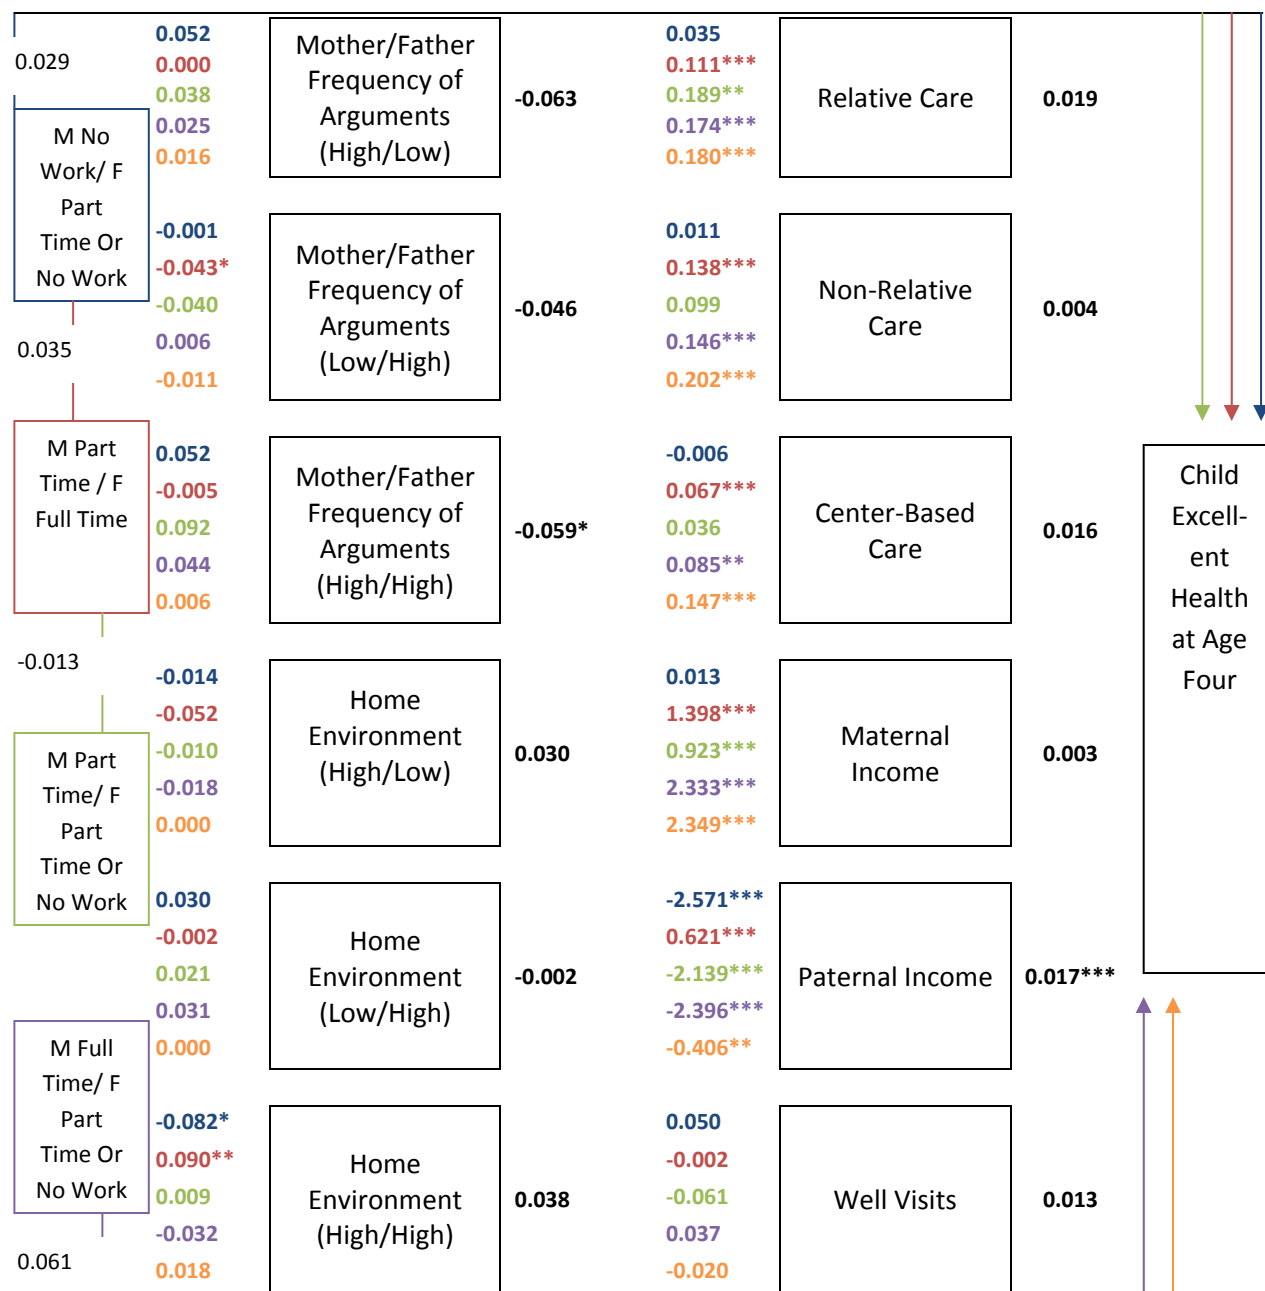 0.029
M No
Work/ F
Part
Time Or
No Work
0.035
M Part
Time / F
Full Time
-0.013
M Part
Time/ F
Part
Time Or
No Work
M Full
Time/ F
Part
Time Or
No Work
0.061
0.052
0.000
0.038
0.025
0.016
Mother/Father
Frequency of
Arguments
(High/Low)
-0.063
0.035
0.111***
0.189**
0.174***
0.180***
Relative Care
0.019
-0.001
-0.043*
-0.040
0.006
-0.011
Mother/Father
Frequency of
Arguments
(Low/High)
-0.046
0.011
0.138***
0.099
0.146***
0.202***
Non-Relative
Care
0.004
0.052
-0.005
0.092
0.044
0.006
Mother/Father
Frequency of
Arguments
(High/High)
-0.059*
-0.006
0.067***
0.036
0.085**
0.147***
Center-Based
Care
0.016
-0.014
-0.052
-0.010
-0.018
0.000
Home
Environment
(High/Low)
0.030
0.013
1.398***
0.923***
2.333***
2.349***
Maternal
Income
0.003
0.030
-0.002
0.021
0.031
0.000
Home
Environment
(Low/High)
-0.002
-2.571***
0.621***
-2.139***
-2.396***
-0.406**
Paternal Income
0.017***
-0.082*
0.090**
0.009
-0.032
0.018
Home
Environment
(High/High)
0.038
0.050
-0.002
-0.061
0.037
-0.020
Well Visits
0.013
Child
Excell-
ent
Health
at Age
Four